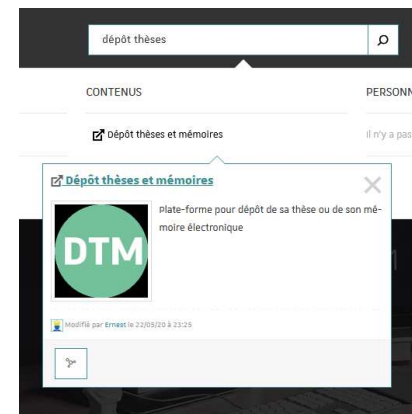 dépôt thèses
CONTENUS
PERSONN
Dépôt thèses et mémoires
Il n'y a pas
Dépôt thèses et mémoires
Plate-forme pour dépôt de sa thèse ou de son mé-
moire électronique
DTM
Modifié par Ernest le 22/05/20 à 23:25